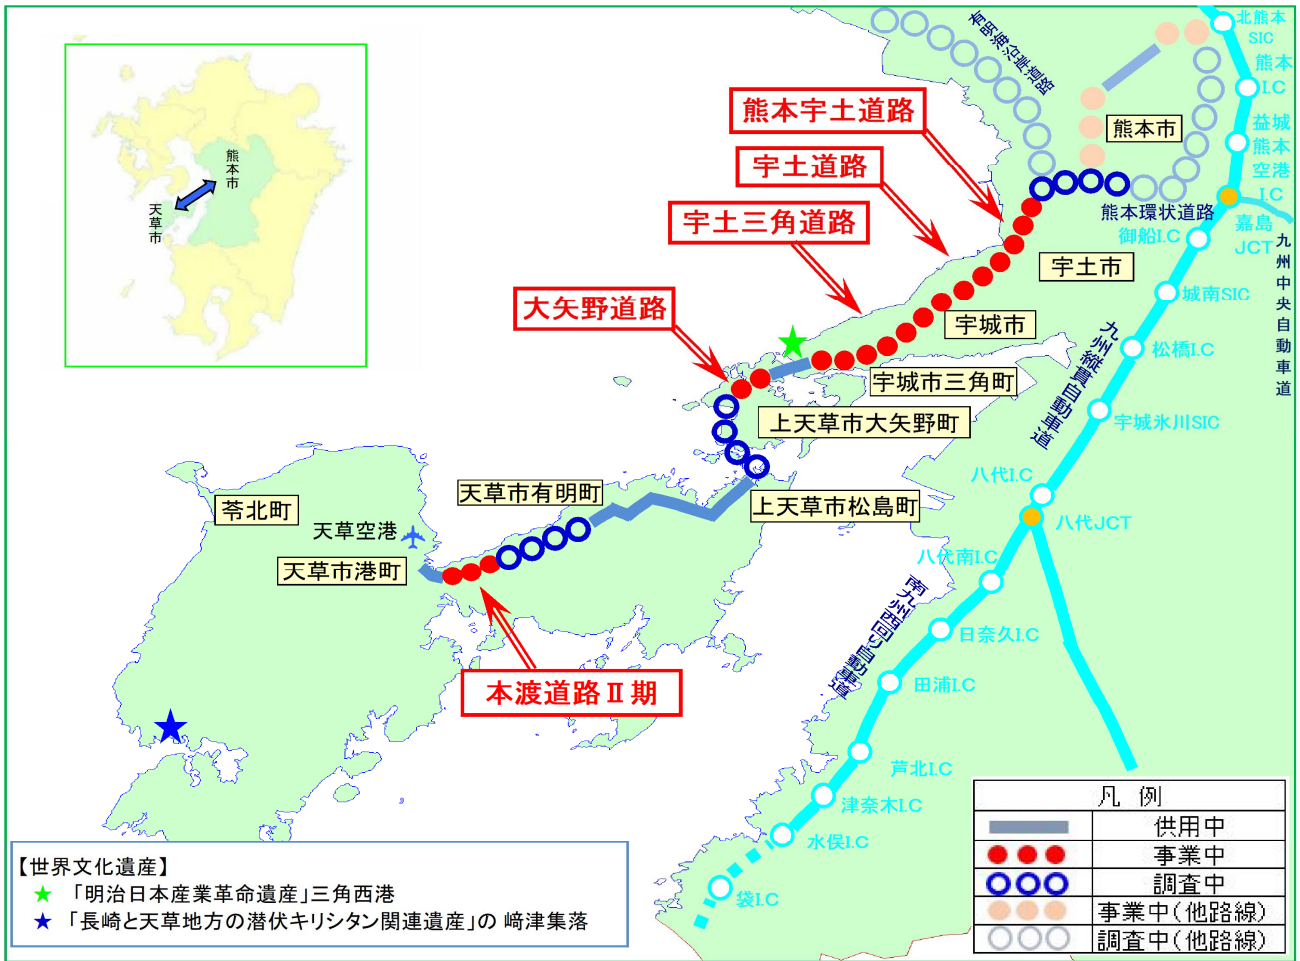 北熊本
SIC
有明海沿岸道路
熊本
I.C
熊本宇土道路
熊本市
益城
熊本
空港
I.C
熊本市
天草市
宇土道路
宇土三角道路
熊本環状道路
御船I.C
嘉島
JCT
九州中央自動車道
宇土市
大矢野道路
城南SIC
宇城市
九州縦貫自動車道
松橋I.C
宇城市三角町
上天草市大矢野町
宇城氷川SIC
八代I.C
天草市有明町
上天草市松島町
苓北町
天草空港
八代JCT
天草市港町
八代南I.C
南九州西回り自動車道
日奈久I.C
本渡道路Ⅱ期
田浦I.C
芦北I.C
津奈木I.C
水俣I.C
袋I.C
凡 例
供用中
事業中
調査中
事業中(他路線)
調査中(他路線)
【世界文化遺産】
★ 「明治日本産業革命遺産」三角西港
★ 「長崎と天草地方の潜伏キリシタン関連遺産」の 﨑津集落